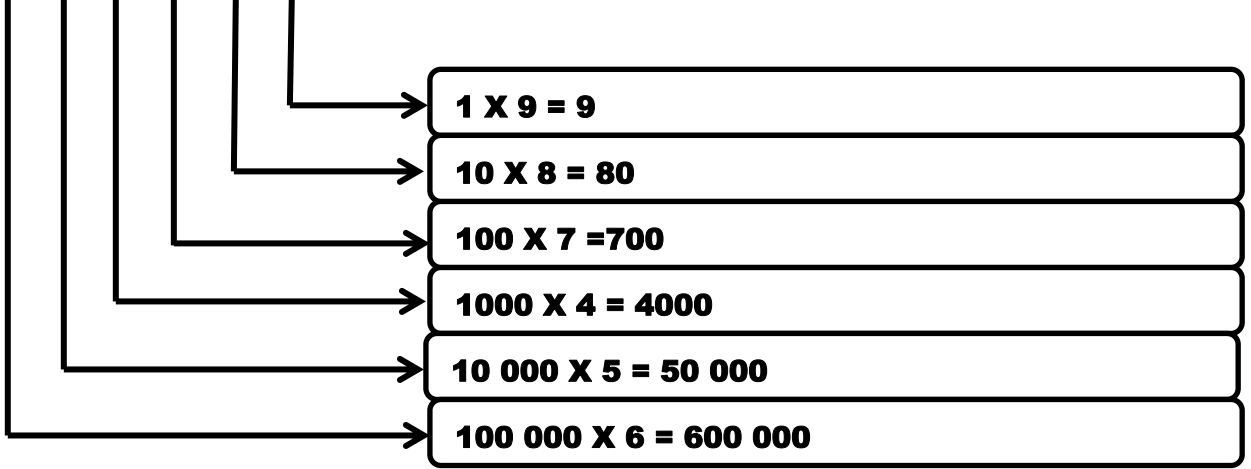 1 X 9 = 9
10 X 8 = 80
100 X 7 =700
1000 X 4 = 4000
10 000 X 5 = 50 000
100 000 X 6 = 600 000